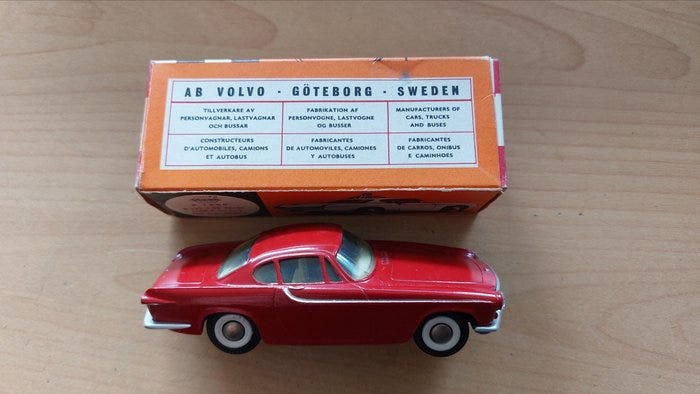 AB VOLVO · GÖTEBORG · SWEDEN
TILLVERKARE AV
PERSONVAGNAR, LASTVAGNAR
OCH BUSSAR
FABRIKATION AF
PERSONVOGNE, LASTVOGNE
OG BUSSER
MANUFACTURERS OF
CARS, TRUCKS
AND BUSES
CONSTRUCTEURS
D'AUTOMOBILES, CAMIONS
ET AUTOBUS
FABRICANTES
DE AUTOMOVILES, CAMIONES
Y AUTOBUSES
FABRICANTES
DE CARROS, ONIBUS
E CAMINHOES